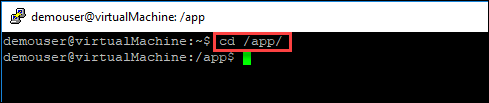 demouser@virtualMachine: /app
demouser@virtualMachine:~$ cd /app/
demouser@virtualMachine:/app$